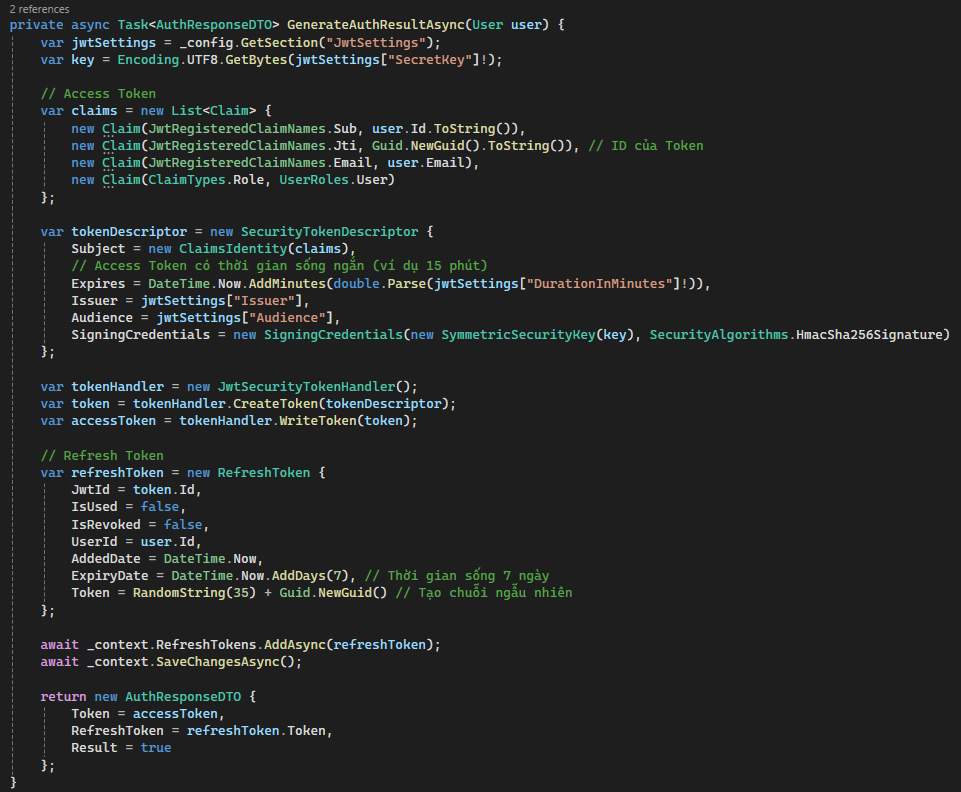 2 references
private async Task<AuthResponseDTO> GenerateAuthResultAsync(User user) {
    var jwtSettings = _config.GetSection("JwtSettings");
    var key = Encoding.UTF8.GetBytes(jwtSettings["SecretKey"]!);

    // Access Token
    var claims = new List<Claim> {
        new Claim(JwtRegisteredClaimNames.Sub, user.Id.ToString()),
        new Claim(JwtRegisteredClaimNames.Jti, Guid.NewGuid().ToString()), // ID của Token
        new Claim(JwtRegisteredClaimNames.Email, user.Email),
        new Claim(ClaimTypes.Role, UserRoles.User)
    };

    var tokenDescriptor = new SecurityTokenDescriptor {
        Subject = new ClaimsIdentity(claims),
        // Access Token có thời gian sống ngắn (ví dụ 15 phút)
        Expires = DateTime.Now.AddMinutes(double.Parse(jwtSettings["DurationInMinutes"]!)),
        Issuer = jwtSettings["Issuer"],
        Audience = jwtSettings["Audience"],
        SigningCredentials = new SigningCredentials(new SymmetricSecurityKey(key), SecurityAlgorithms.HmacSha256Signature)
    };

    var tokenHandler = new JwtSecurityTokenHandler();
    var token = tokenHandler.CreateToken(tokenDescriptor);
    var accessToken = tokenHandler.WriteToken(token);

    // Refresh Token
    var refreshToken = new RefreshToken {
        JwtId = token.Id,
        IsUsed = false,
        IsRevoked = false,
        UserId = user.Id,
        AddedDate = DateTime.Now,
        ExpiryDate = DateTime.Now.AddDays(7), // Thời gian sống 7 ngày
        Token = RandomString(35) + Guid.NewGuid() // Tạo chuỗi ngẫu nhiên
    };

    await _context.RefreshTokens.AddAsync(refreshToken);
    await _context.SaveChangesAsync();

    return new AuthResponseDTO {
        Token = accessToken,
        RefreshToken = refreshToken.Token,
        Result = true
    };
}